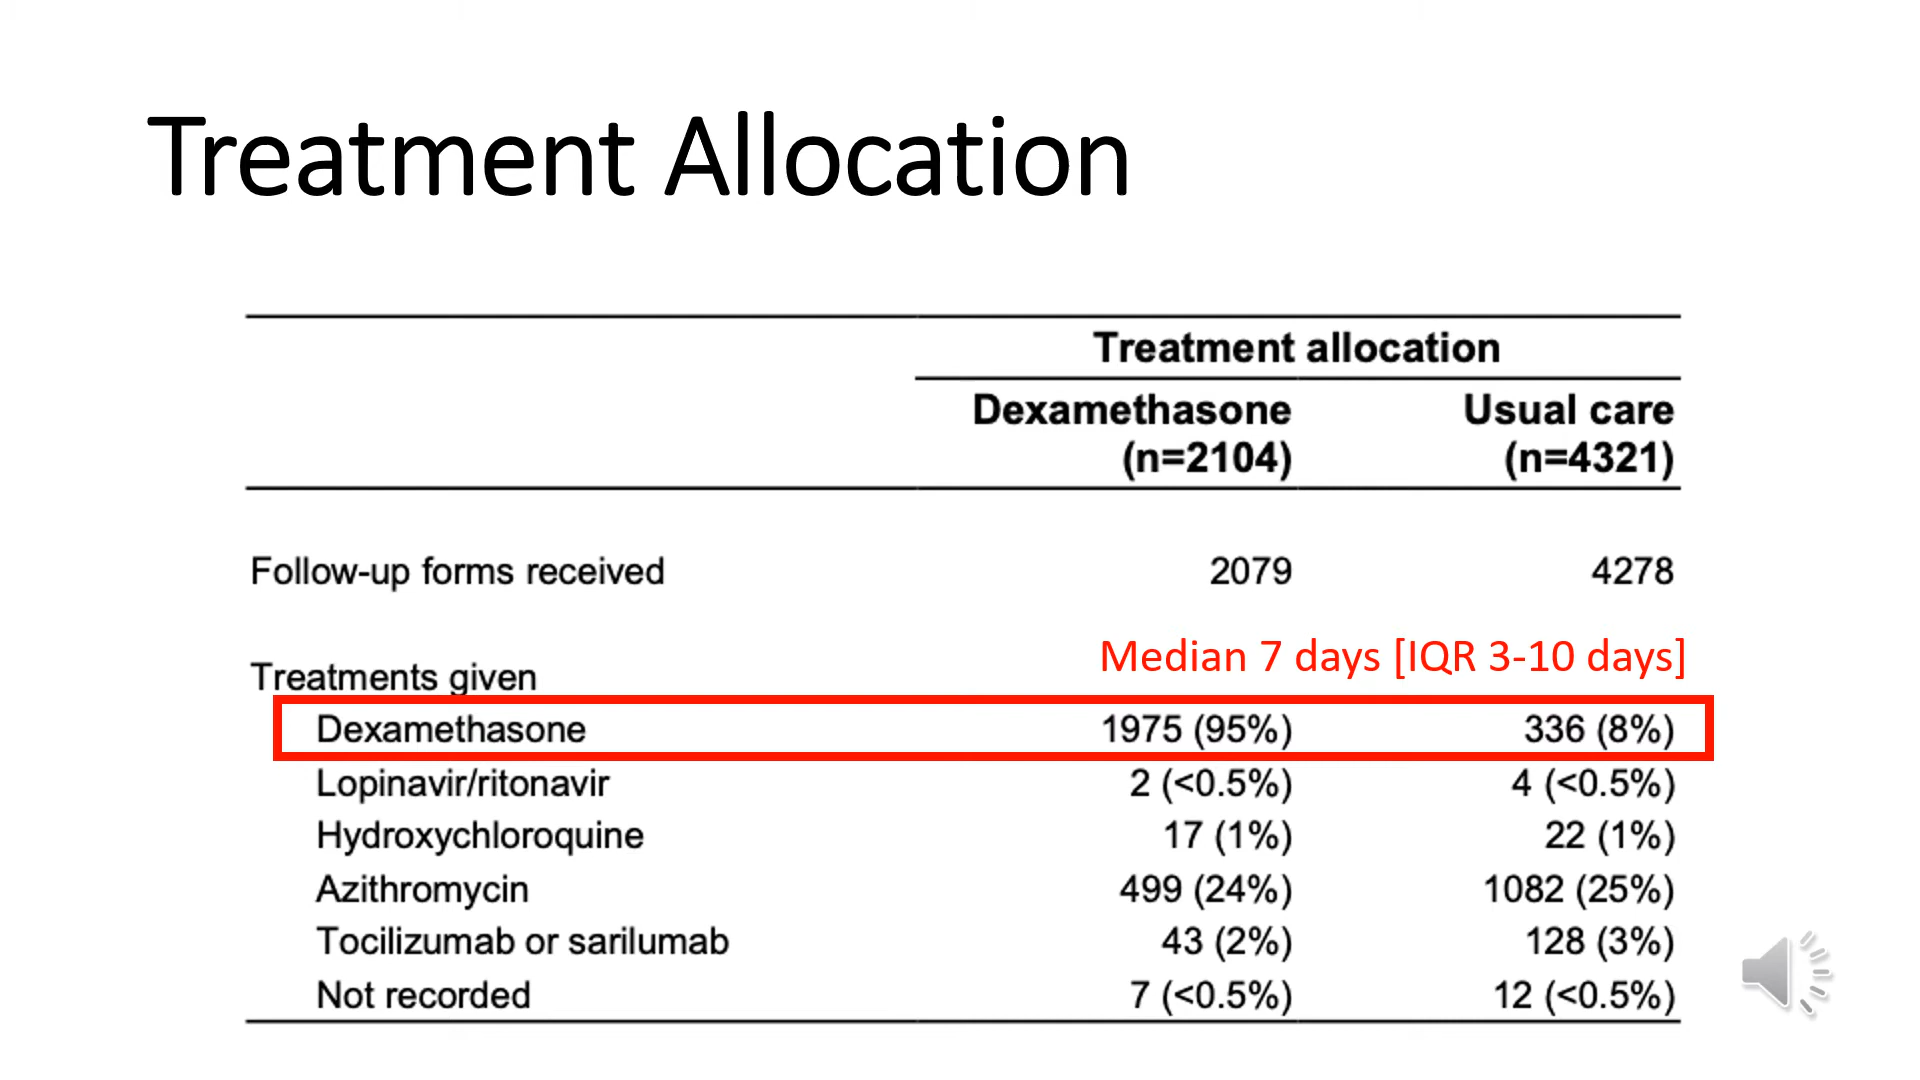 Treatment Allocation
Treatment allocation
Dexamethasone Usual care
(n=2104) (n=4321)
Follow-up forms received 2079 4278
Median 7 days [IQR 3-10 days]
Treatments given
Dexamethasone 1975 (95%) 336 (8%)
Lopinavir/ritonavir 2 (<0.5%) 4 (<0.5%)
Hydroxychloroquine 17 (1%) 22 (1%)
Azithromycin 499 (24%) 1082 (25%)
Tocilizumab or sarilumab 43 (2%) 128 (3%)
Not recorded 7 (<0.5%) 12 (<0.5%)